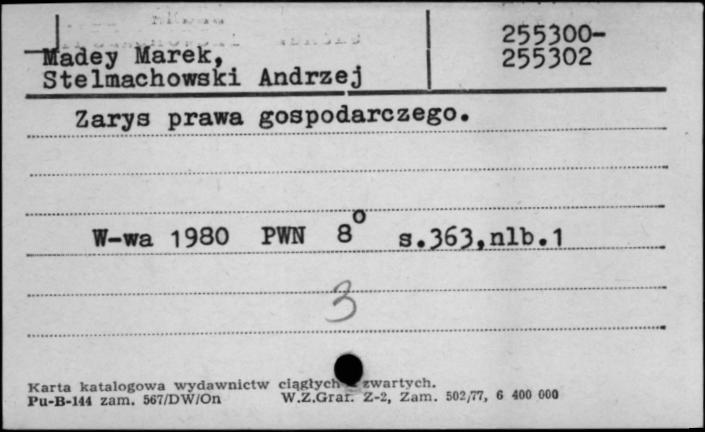 255300-
Madey Marek,
255302
Stelmachowski Andrzej
Zarys prawa gospodarczego.
W-wa 1980 PWN 8⁰ s.363,nlb.1
3
Karta katalogowa wydawnictw ciągłych zwartych.
Pu-B-144 zam. 567/DW/On W.Z.Graf. Z-2, Zam. 502/77, 6 400 000